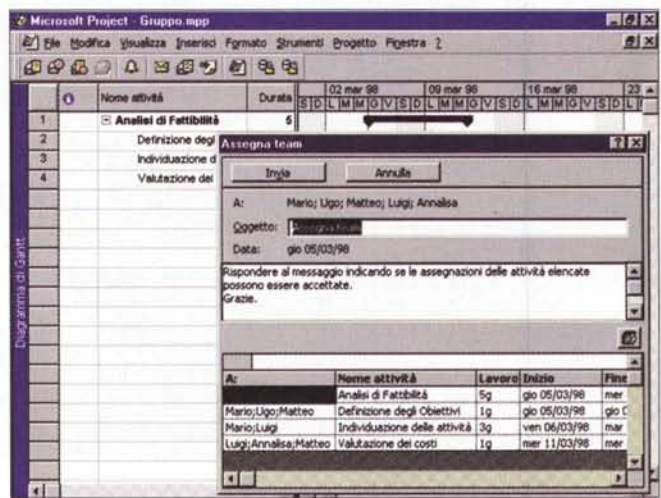 Microsoft Project - Gruppo.mpp
File Modifica Visualizza Inserisci Formato Strumenti Progetto Finestra ?
Nome attività Durata 02 mar 98 09 mar 98 16 mar 98 23
S D L M M G V S D L M M G V S D L M M G V S D L
1 Analisi di Fattibilità 5
2 Definizione degl
3 Individuazione d
4 Valutazione dei
Diagramma di Gantt
Assegna team
Invia Annulla
A: Mario; Ugo; Matteo; Luigi; Annalisa
Oggetto: Assegna team
Data: gio 05/03/98
Rispondere al messaggio indicando se le assegnazioni delle attività elencate
possono essere accettate.
Grazie.
A: Nome attività Lavoro Inizio Fine
Analisi di Fattibilità 5g gio 05/03/98 mer
Mario;Ugo;Matteo Definizione degli Obiettivi 1g gio 05/03/98 gio 0
Mario;Luigi Individuazione delle attività 3g ven 06/03/98 mar
Luigi;Annalisa;Matteo Valutazione dei costi 1g mer 11/03/98 mer